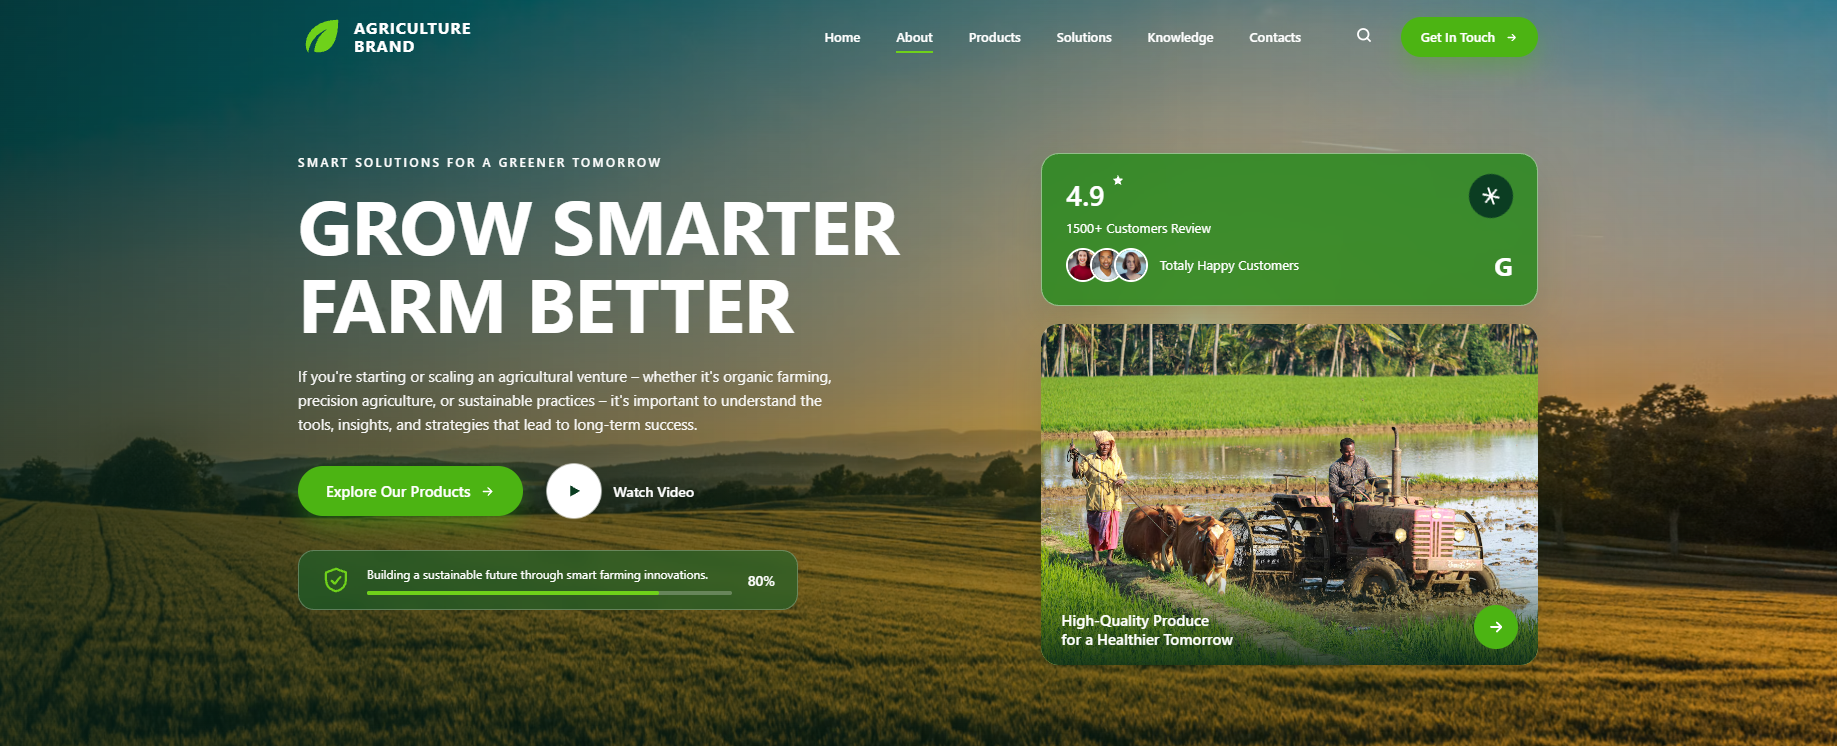 AGRICULTURE
BRAND
Home
About
Products
Solutions
Knowledge
Contacts
Get In Touch
SMART SOLUTIONS FOR A GREENER TOMORROW
GROW SMARTER
FARM BETTER
If you're starting or scaling an agricultural venture – whether it's organic farming,
precision agriculture, or sustainable practices – it's important to understand the
tools, insights, and strategies that lead to long-term success.
Explore Our Products
Watch Video
Building a sustainable future through smart farming innovations.
80%
4.9
1500+ Customers Review
Totaly Happy Customers
G
High-Quality Produce
for a Healthier Tomorrow